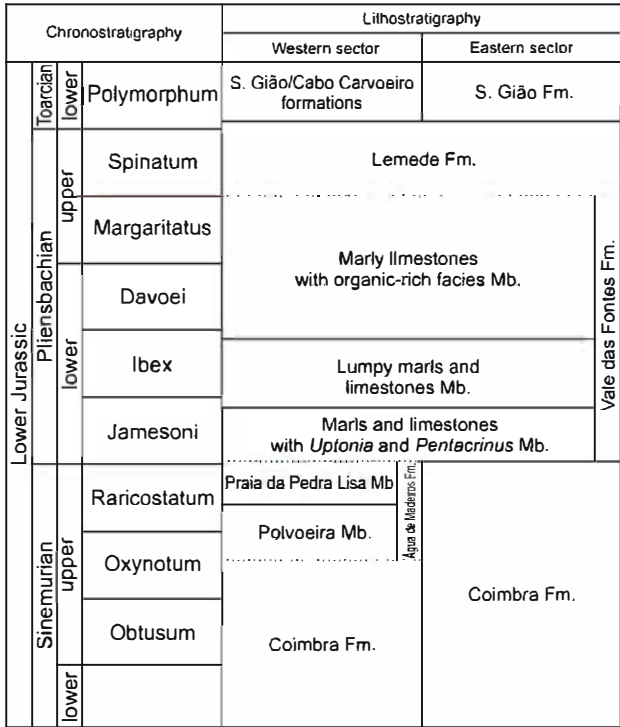 Chronostratigraphy
Lithostratigraphy
Western sector
Eastern sector
Lower Jurassic
Toarcian
lower
Polymorphum
S. Gião/Cabo Carvoeiro
formations
S. Gião Fm.
Pliensbachian
upper
Spinatum
Lemede Fm.
Margaritatus
Marly limestones
with organic-rich facies Mb.
Vale das Fontes Fm.
lower
Davoei
Ibex
Lumpy marls and
limestones Mb.
Jamesoni
Marls and limestones
with Uptonia and Pentacrinus Mb.
Sinemurian
upper
Raricostatum
Praia da Pedra Lisa Mb
Água de Madeiros Fm.
Polvoeira Mb.
Oxynotum
Coimbra Fm.
Obtusum
Coimbra Fm.
lower